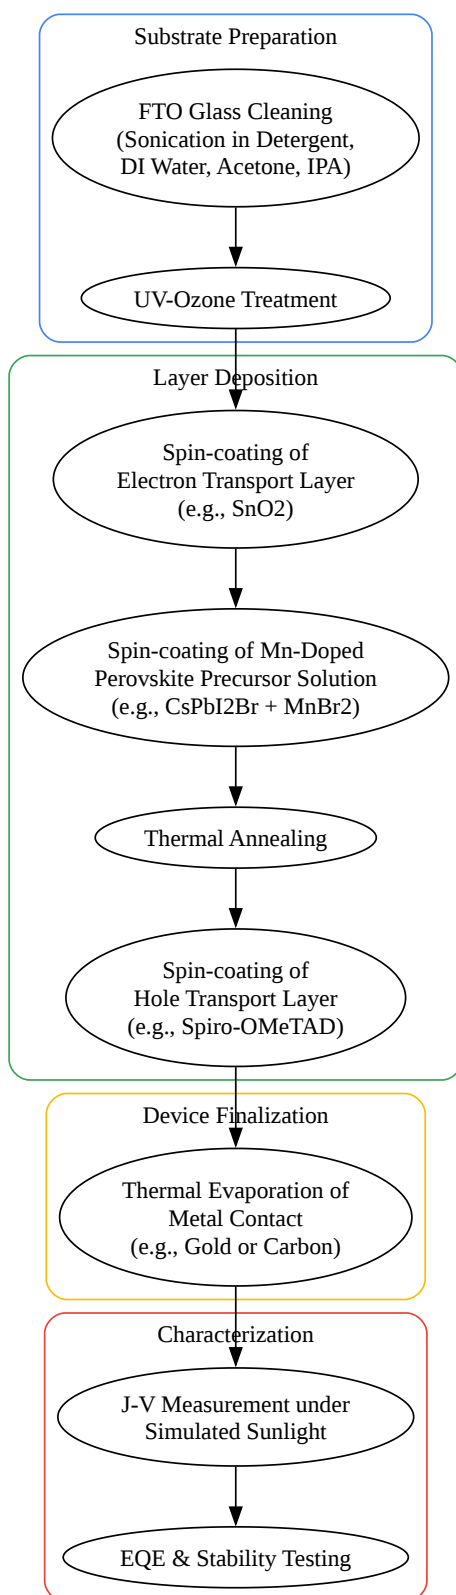 Substrate Preparation
FTO Glass Cleaning
(Sonication in Detergent,
DI Water, Acetone, IPA)
UV-Ozone Treatment
Layer Deposition
Spin-coating of
Electron Transport Layer
(e.g., SnO2)
Spin-coating of Mn-Doped
Perovskite Precursor Solution
(e.g., CsPbI2Br + MnBr2)
Thermal Annealing
Spin-coating of
Hole Transport Layer
(e.g., Spiro-OMeTAD)
Device Finalization
Thermal Evaporation of
Metal Contact
(e.g., Gold or Carbon)
Characterization
J-V Measurement under
Simulated Sunlight
EQE & Stability Testing